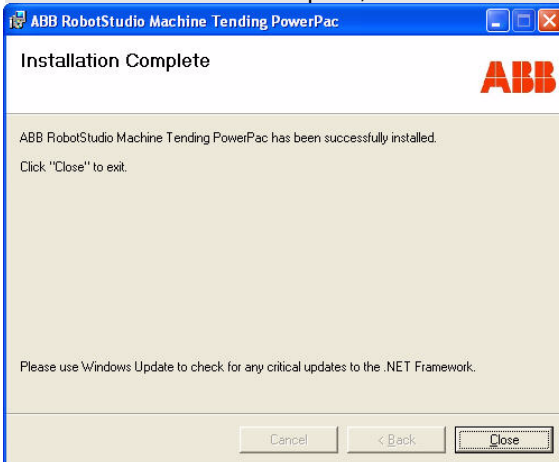 ABB RobotStudio Machine Tending PowerPac
Installation Complete
ABB
ABB RobotStudio Machine Tending PowerPac has been successfully installed.
Click "Close" to exit.
Please use Windows Update to check for any critical updates to the .NET Framework.
Cancel
< Back
Close